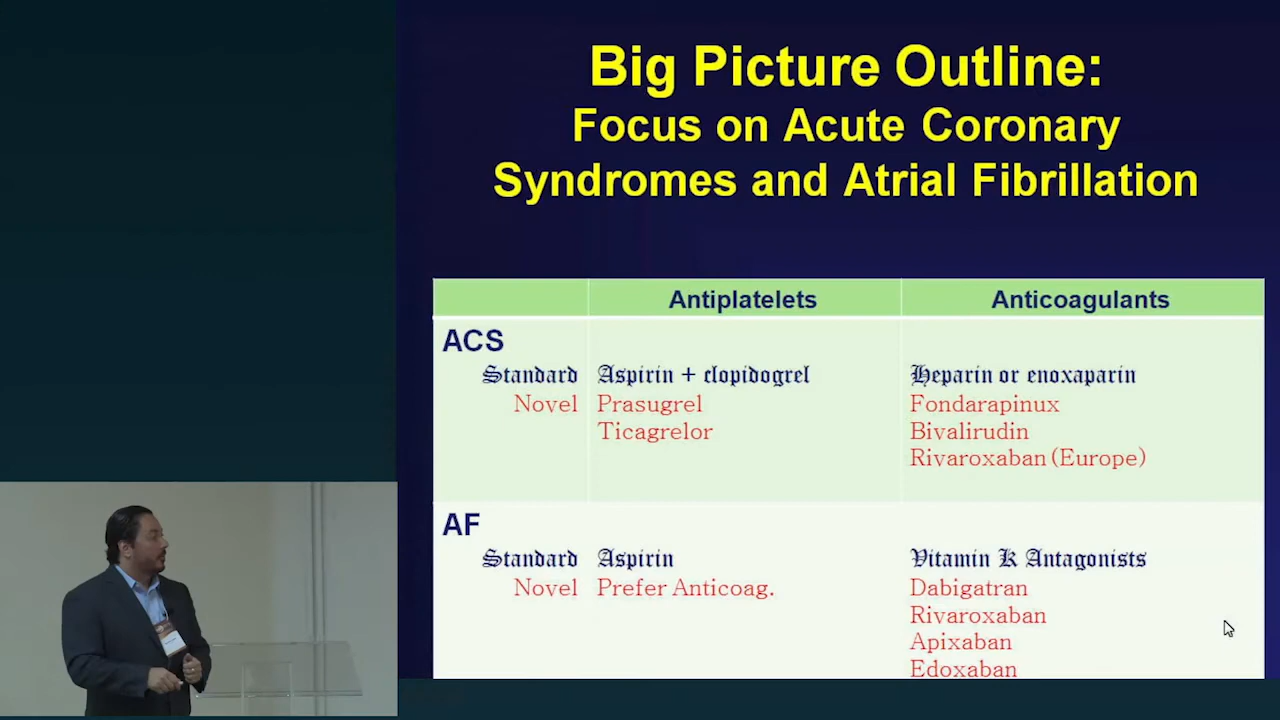 Big Picture Outline:
Focus on Acute Coronary
Syndromes and Atrial Fibrillation
Antiplatelets Anticoagulants
ACS
Standard Aspirin + clopidogrel Heparin or enoxaparin
Novel Prasugrel Fondarapinux
Ticagrelor Bivalirudin
Rivaroxaban (Europe)
AF
Standard Aspirin Vitamin K Antagonists
Novel Prefer Anticoag. Dabigatran
Rivaroxaban
Apixaban
Edoxaban